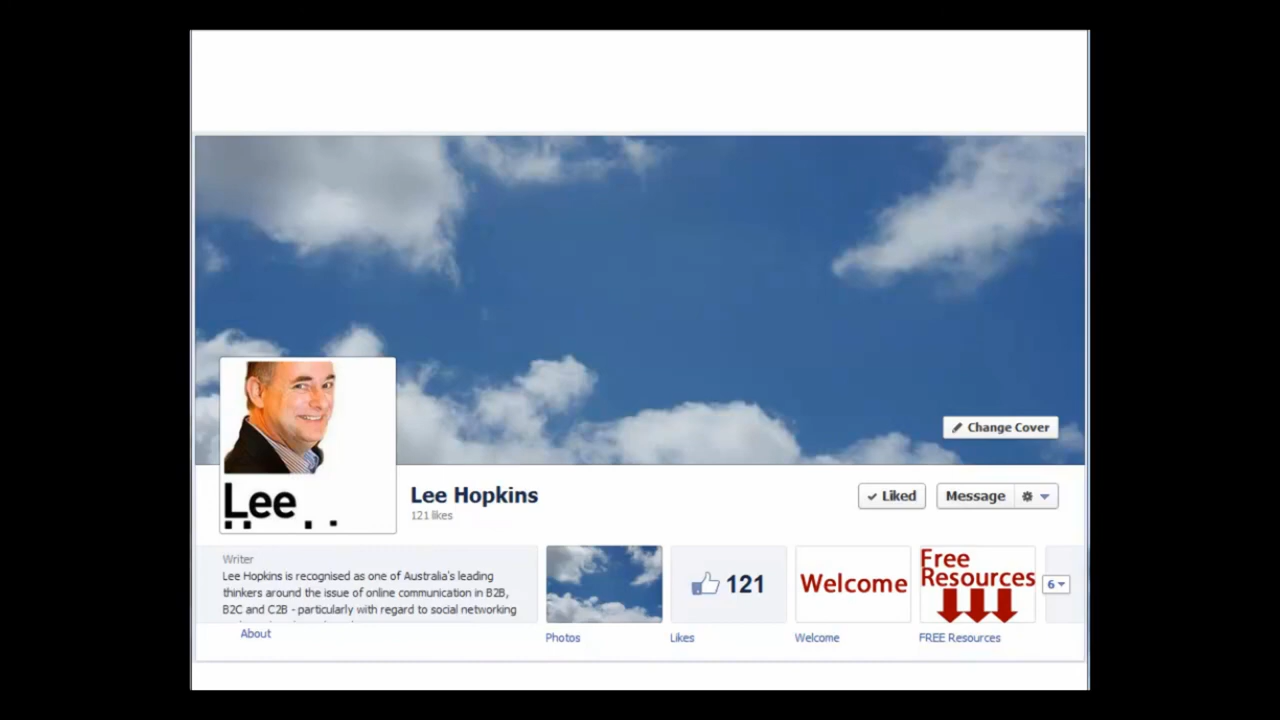 Change Cover
Lee
Lee Hopkins
121 likes
Liked
Message
Writer
Lee Hopkins is recognised as one of Australia's leading
thinkers around the issue of online communication in B2B,
B2C and C2B - particularly with regard to social networking
About
Photos
121
Likes
Welcome
Welcome
Free
Resources
FREE Resources
6